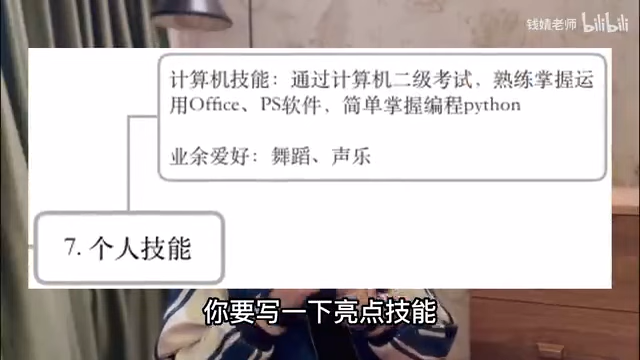 钱婧老师 bilibili
计算机技能：通过计算机二级考试，熟练掌握运
用Office、PS软件，简单掌握编程python
业余爱好：舞蹈、声乐
7. 个人技能
你要写一下亮点技能